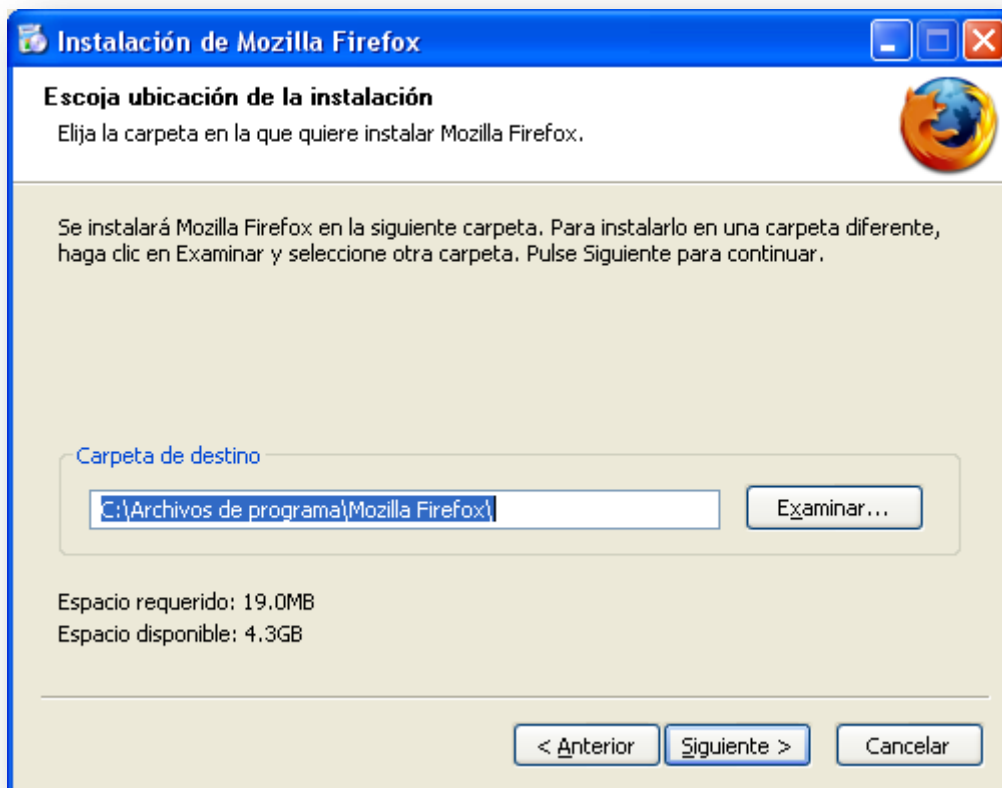 Instalación de Mozilla Firefox
Escoja ubicación de la instalación
Elija la carpeta en la que quiere instalar Mozilla Firefox.
Se instalará Mozilla Firefox en la siguiente carpeta. Para instalarlo en una carpeta diferente,
haga clic en Examinar y seleccione otra carpeta. Pulse Siguiente para continuar.
Carpeta de destino
C:\Archivos de programa\Mozilla Firefox\
Examinar...
Espacio requerido: 19.0MB
Espacio disponible: 4.3GB
< Anterior
Siguiente >
Cancelar